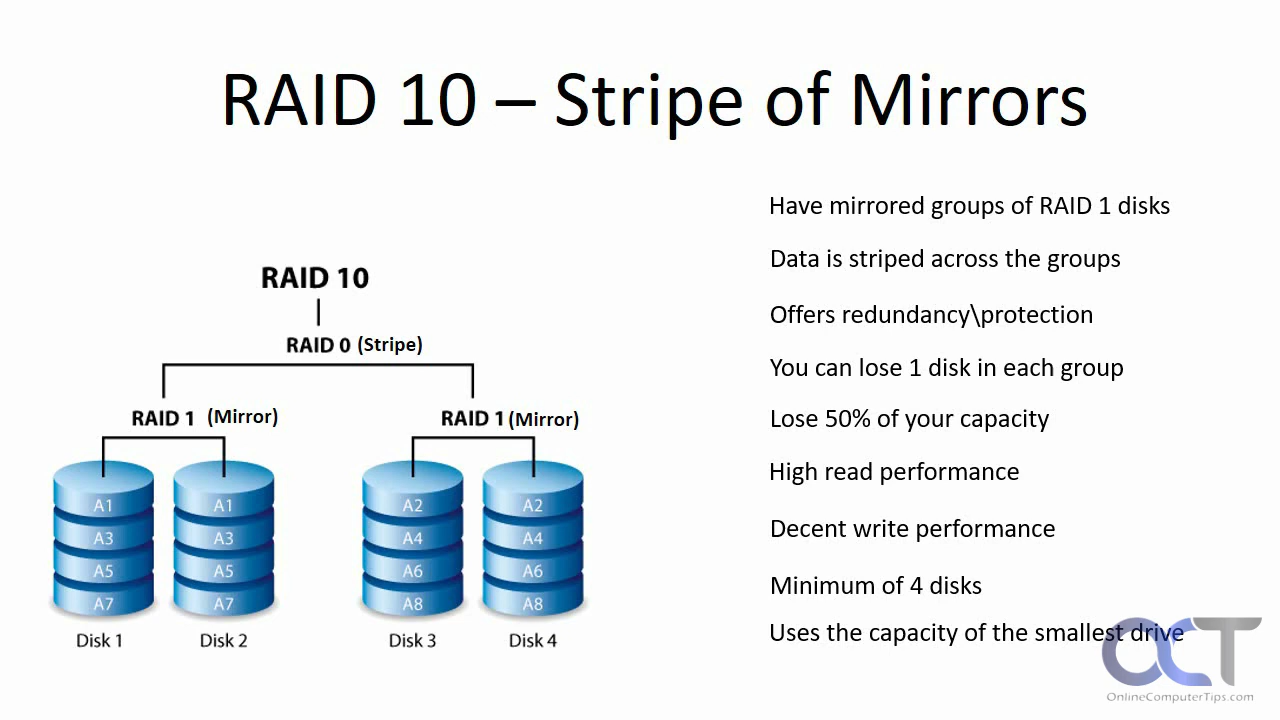 RAID 10 – Stripe of Mirrors
Have mirrored groups of RAID 1 disks
Data is striped across the groups
Offers redundancy\protection
You can lose 1 disk in each group
Lose 50% of your capacity
High read performance
Decent write performance
Minimum of 4 disks
Uses the capacity of the smallest drive
RAID 10
RAID 0 (Stripe)
RAID 1 (Mirror) RAID 1 (Mirror)
A1 A1 A2 A2
A3 A3 A4 A4
A5 A5 A6 A6
A7 A7 A8 A8
Disk 1 Disk 2 Disk 3 Disk 4
OCT
OnlineComputerTips.com